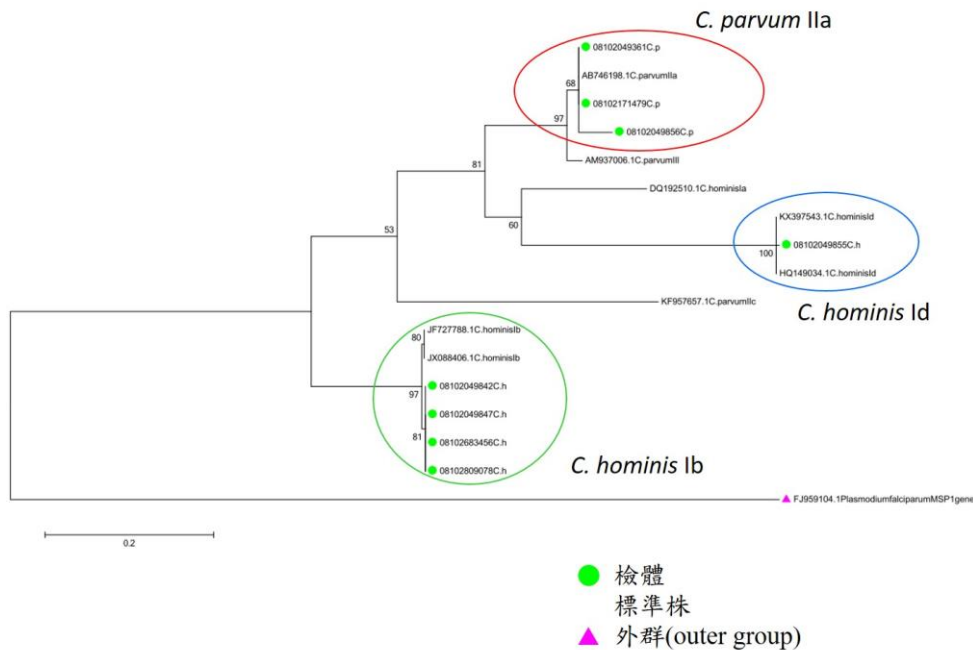 C. parvum IIa
08102049361C.p
68
AB746198.1C.parvumIIa
08102171479C.p
97
08102049856C.p
AM937006.1C.parvumIII
81
DQ192510.1C.hominisIa
KX397543.1C.hominisId
60
53
08102049855C.h
100
HQ149034.1C.hominisId
KF957657.1C.parvumIIc
C. hominis Id
JF727788.1C.hominisIb
80
JX088406.1C.hominisIb
08102049842C.h
97
08102049847C.h
81
08102683456C.h
08102809078C.h
C. hominis Ib
FJ959104.1PlasmodiumfalciparumMSP1gene
0.2
檢體
標準株
外群(outer group)